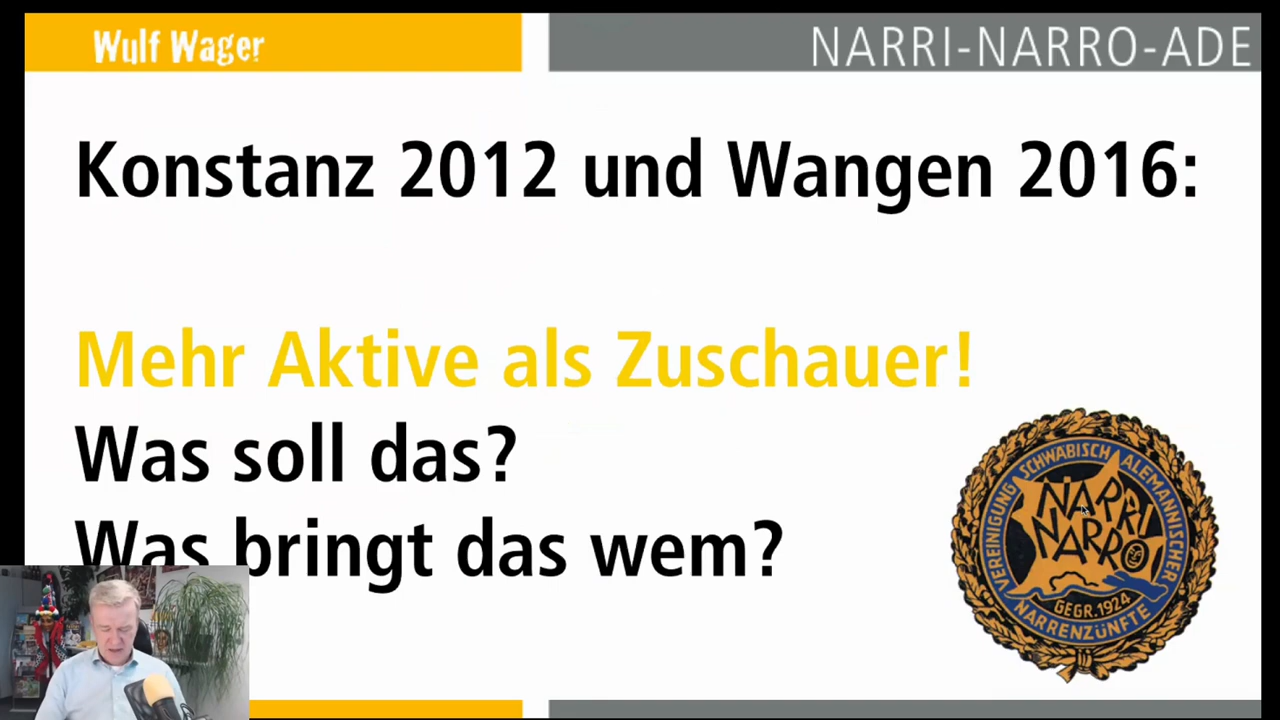 Wulf Wager
NARRI-NARRO-ADE
Konstanz 2012 und Wangen 2016:
Mehr Aktive als Zuschauer!
Was soll das?
Was bringt das wem?
VEREINIGUNG SCHWÄBISCH ALEMANNISCHER
NARRI
NARRO
GEGR. 1924
NARRENZÜNFTE